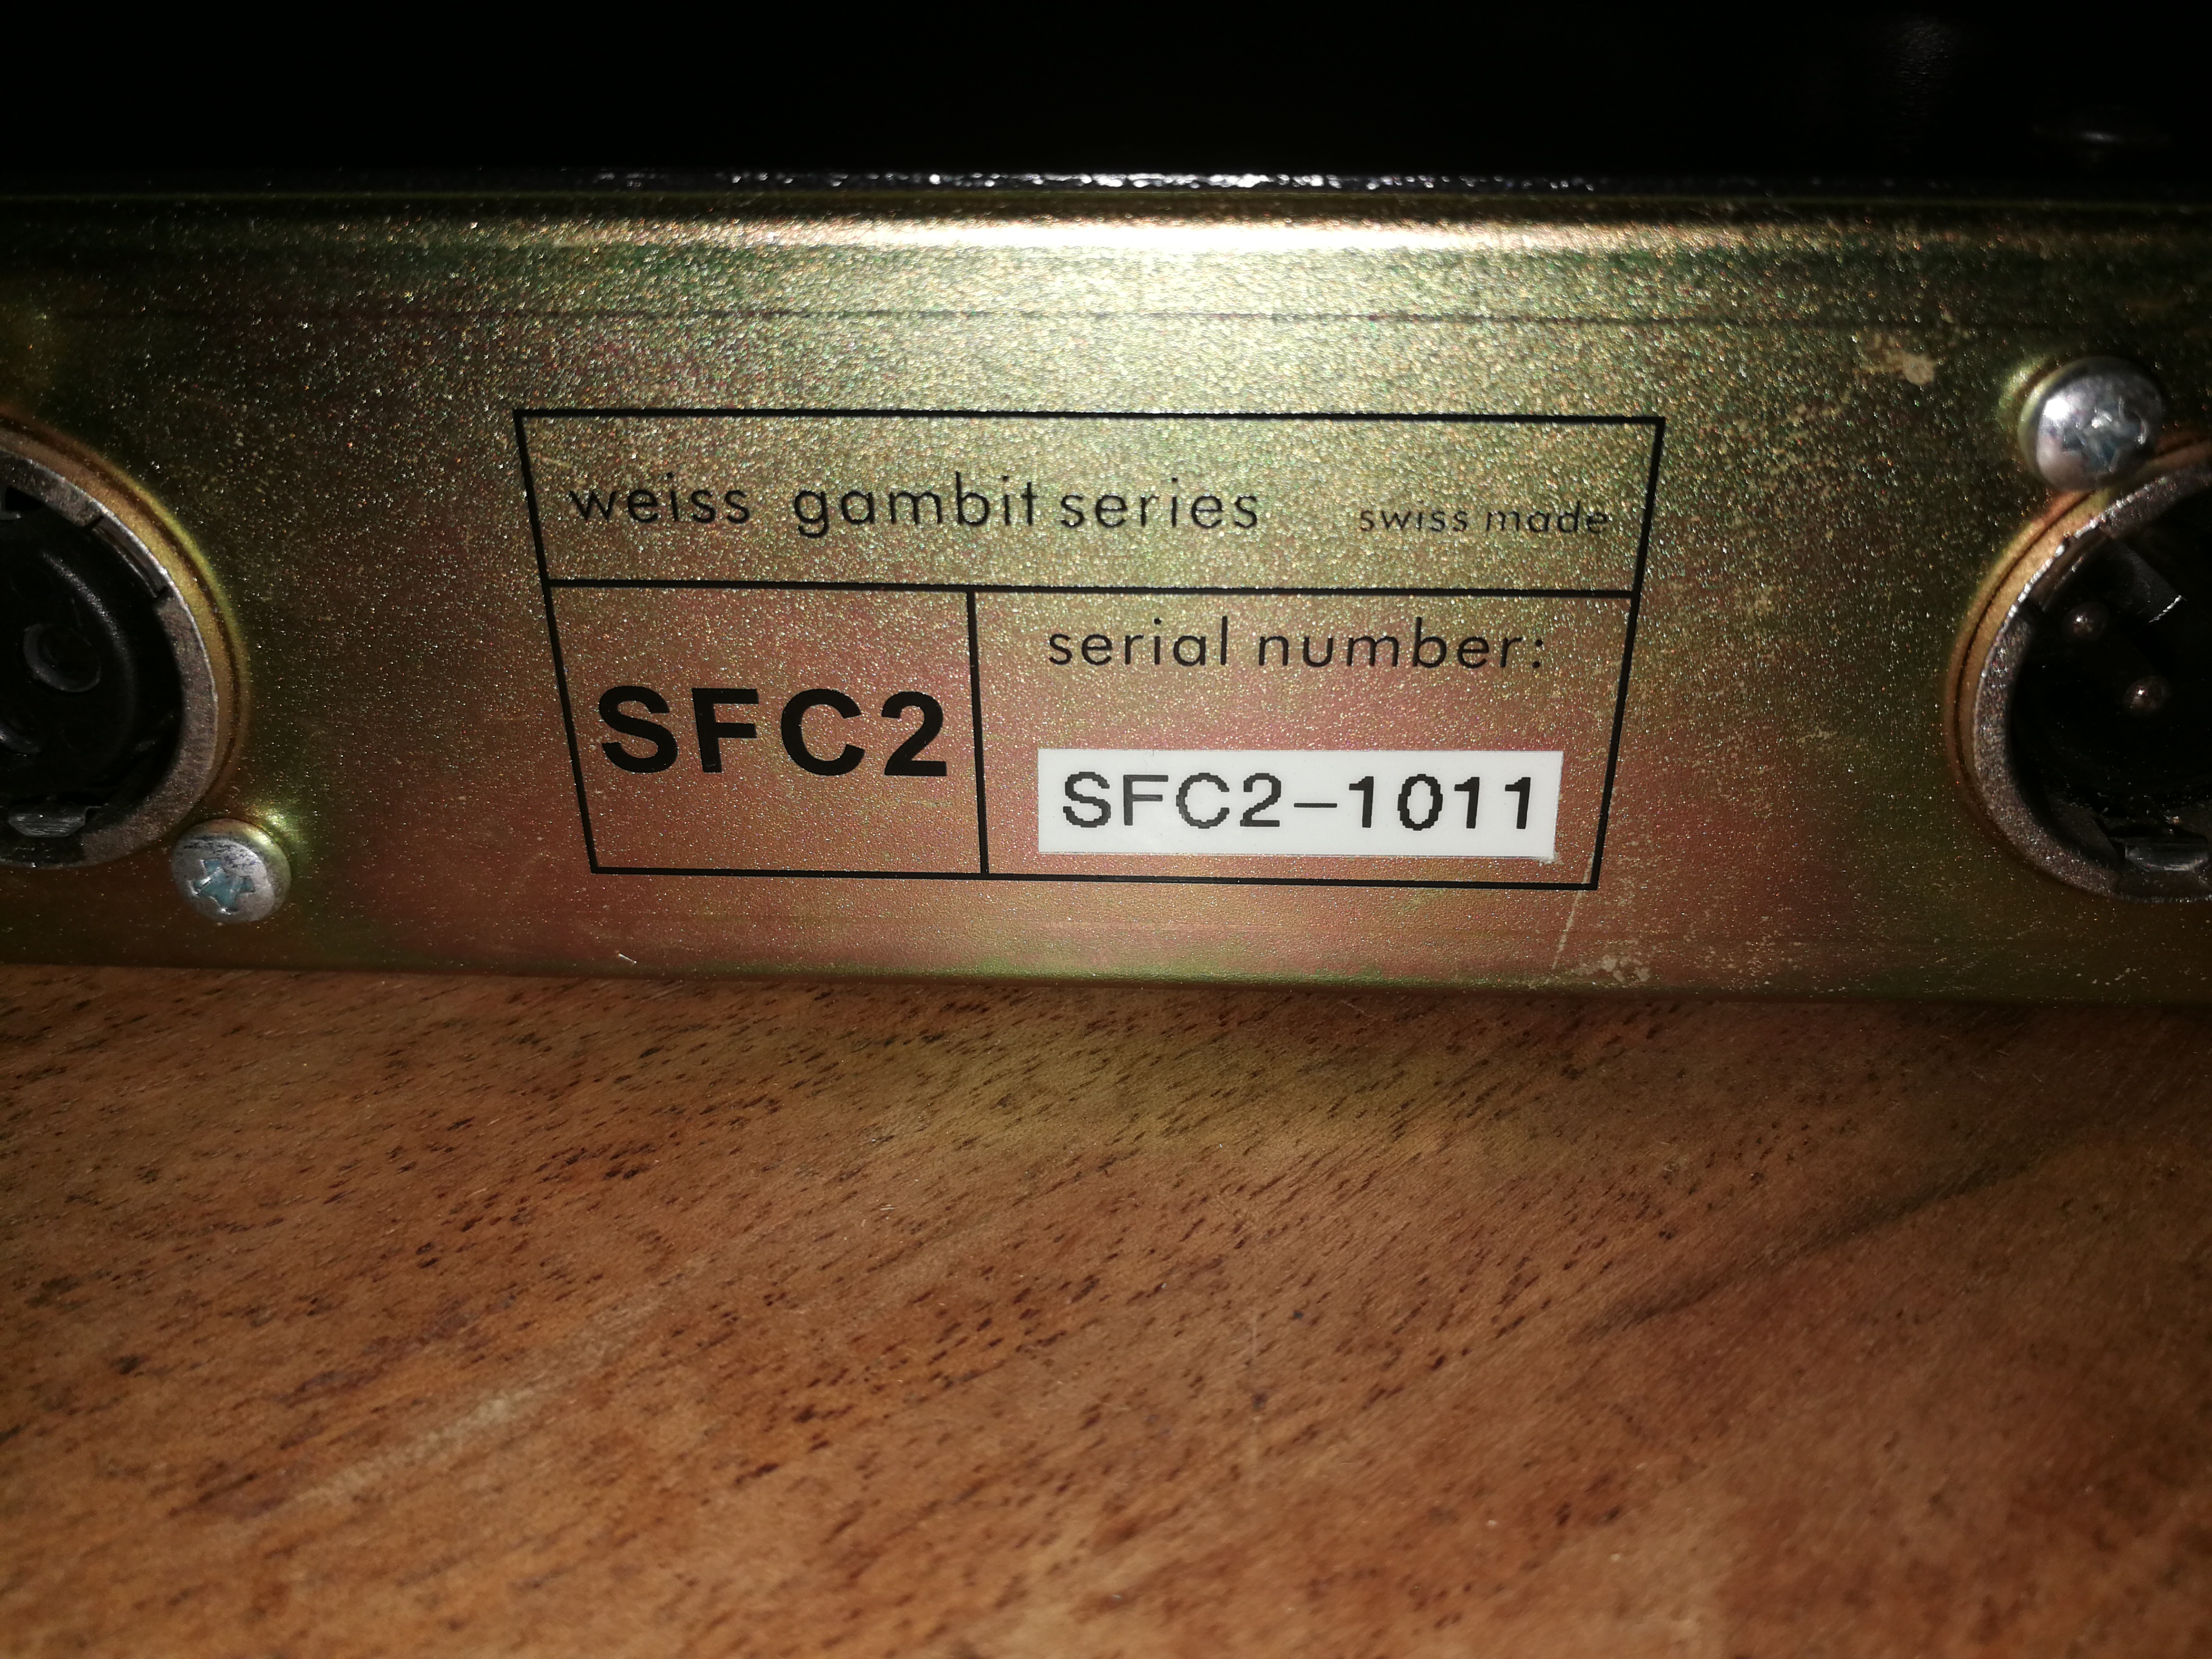 weiss gambit series swiss made
SFC2
serial number:
SFC2-1011